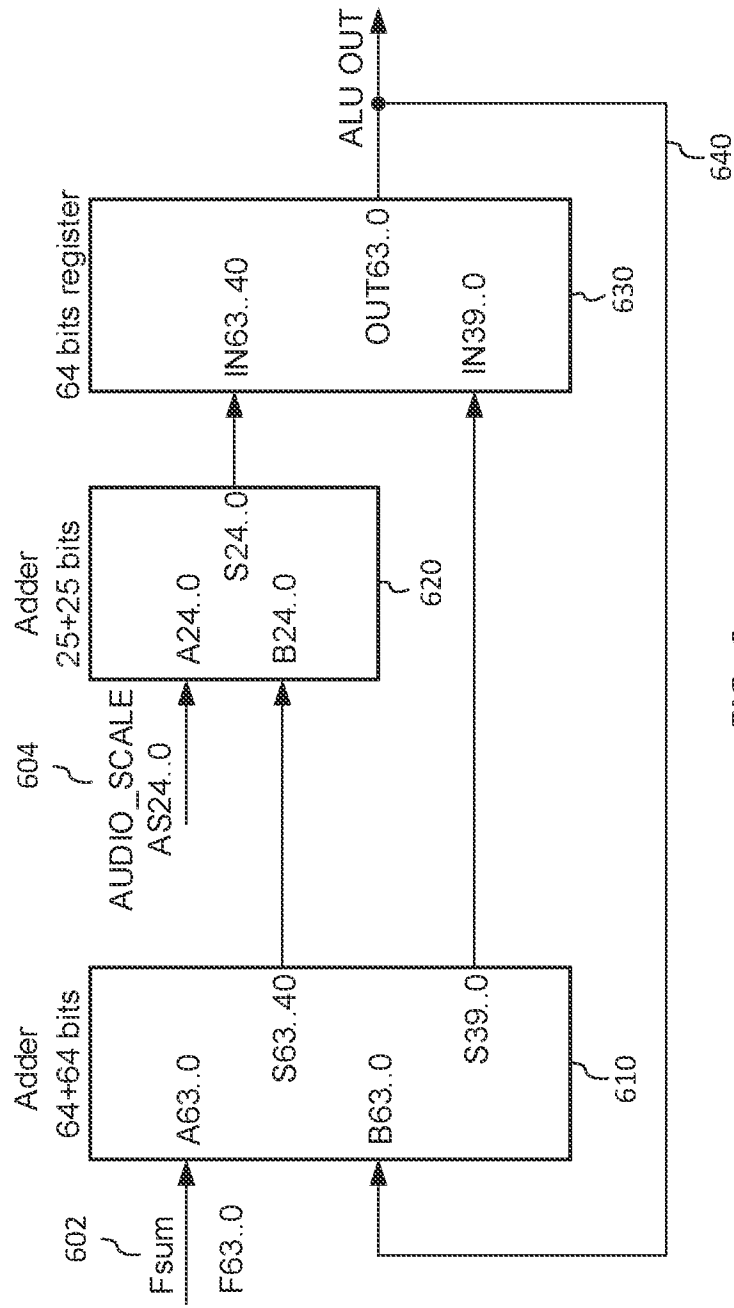 602
Fsum
F63..0
Adder
64+64 bits
A63..0
S63..40
B63..0
S39..0
610
604
AUDIO_SCALE
AS24..0
Adder
25+25 bits
A24..0
S24..0
B24..0
620
64 bits register
IN63..40
OUT63..0
IN39..0
630
ALU OUT
640